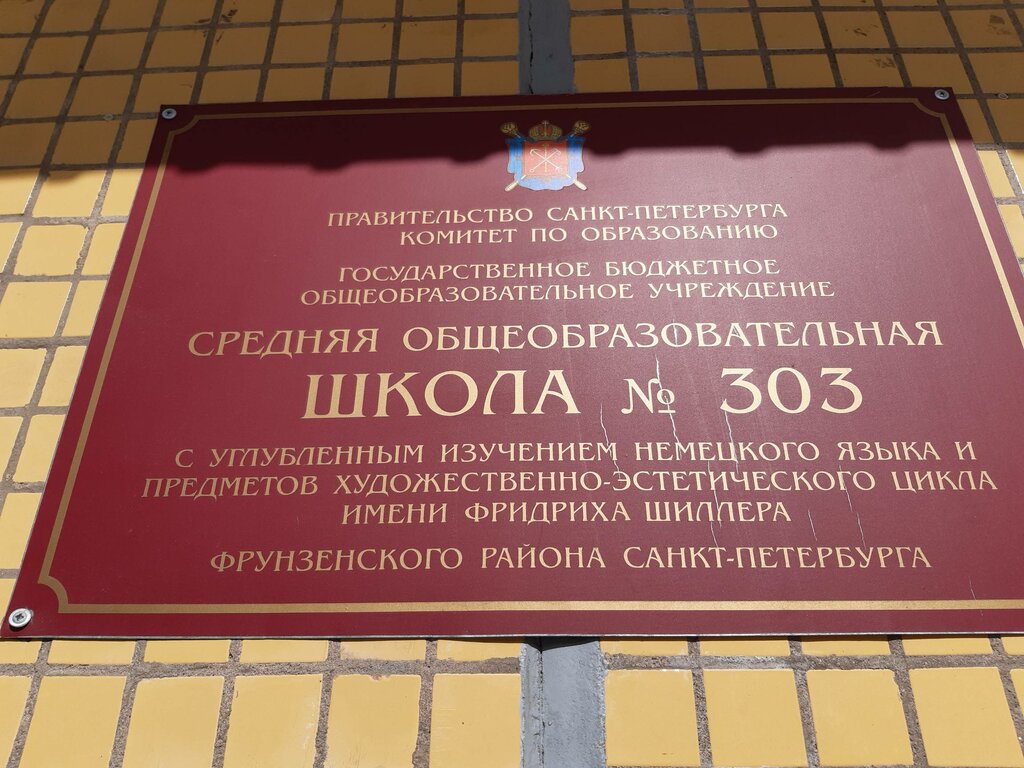 ПРАВИТЕЛЬСТВО САНКТ-ПЕТЕРБУРГА
КОМИТЕТ ПО ОБРАЗОВАНИЮ
ГОСУДАРСТВЕННОЕ БЮДЖЕТНОЕ
ОБЩЕОБРАЗОВАТЕЛЬНОЕ УЧРЕЖДЕНИЕ
СРЕДНЯЯ ОБЩЕОБРАЗОВАТЕЛЬНАЯ
ШКОЛА № 303
С УГЛУБЛЕННЫМ ИЗУЧЕНИЕМ НЕМЕЦКОГО ЯЗЫКА И
ПРЕДМЕТОВ ХУДОЖЕСТВЕННО-ЭСТЕТИЧЕСКОГО ЦИКЛА
ИМЕНИ ФРИДРИХА ШИЛЛЕРА
ФРУНЗЕНСКОГО РАЙОНА САНКТ-ПЕТЕРБУРГА